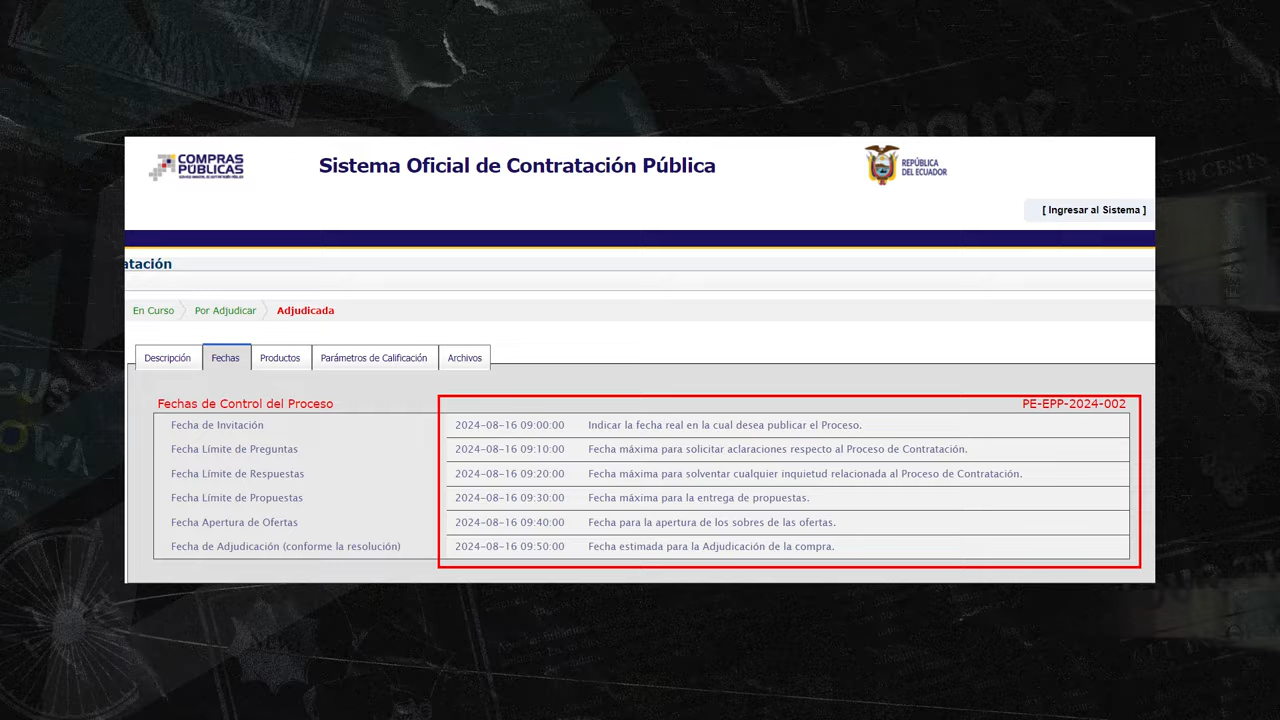 COMPRAS
PÚBLICAS
Sistema Oficial de Contratación Pública
REPÚBLICA
DEL ECUADOR
[ Ingresar al Sistema ]
atación
En Curso Por Adjudicar Adjudicada
Descripción Fechas Productos Parámetros de Calificación Archivos
Fechas de Control del Proceso PE-EPP-2024-002
Fecha de Invitación 2024-08-16 09:00:00 Indicar la fecha real en la cual desea publicar el Proceso.
Fecha Límite de Preguntas 2024-08-16 09:10:00 Fecha máxima para solicitar aclaraciones respecto al Proceso de Contratación.
Fecha Límite de Respuestas 2024-08-16 09:20:00 Fecha máxima para solventar cualquier inquietud relacionada al Proceso de Contratación.
Fecha Límite de Propuestas 2024-08-16 09:30:00 Fecha máxima para la entrega de propuestas.
Fecha Apertura de Ofertas 2024-08-16 09:40:00 Fecha para la apertura de los sobres de las ofertas.
Fecha de Adjudicación (conforme la resolución) 2024-08-16 09:50:00 Fecha estimada para la Adjudicación de la compra.
10 CENTS